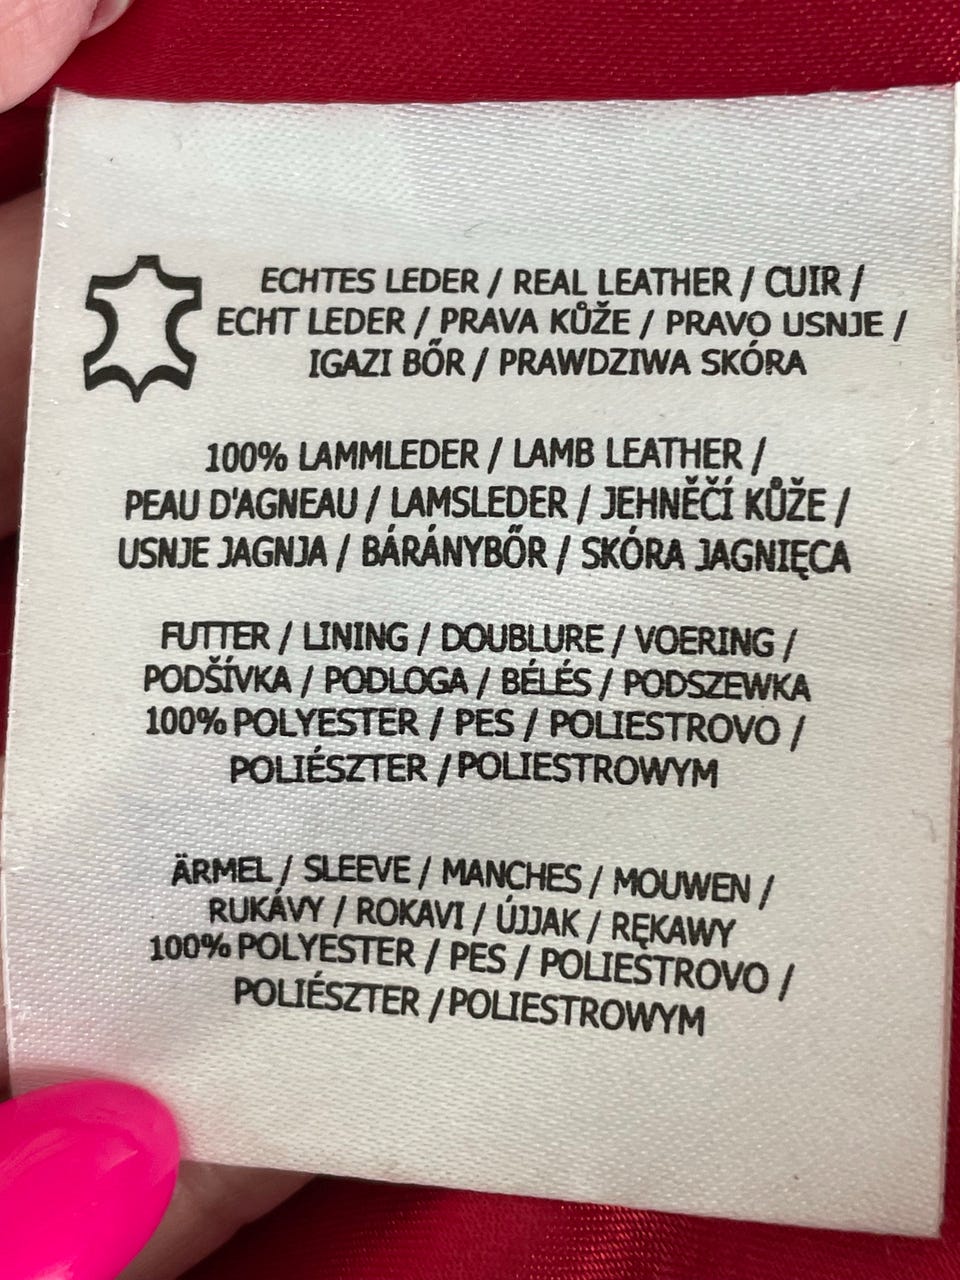 ECHTES LEDER / REAL LEATHER / CUIR /
ECHT LEDER / PRAVA KŮŽE / PRAVO USNJE /
IGAZI BŐR / PRAWDZIWA SKÓRA
100% LAMMLEDER / LAMB LEATHER /
PEAU D'AGNEAU / LAMSLEDER / JEHNĚČÍ KŮŽE /
USNJE JAGNJA / BÁRÁNYBŐR / SKÓRA JAGNIĘCA
FUTTER / LINING / DOUBLURE / VOERING /
PODŠÍVKA / PODLOGA / BÉLÉS / PODSZEWKA
100% POLYESTER / PES / POLIESTROVO /
POLIÉSZTER / POLIESTROWYM
ÄRMEL / SLEEVE / MANCHES / MOUWEN /
RUKÁVY / ROKAVI / ÚJJAK / RĘKAWY
100% POLYESTER / PES / POLIESTROVO /
POLIÉSZTER / POLIESTROWYM